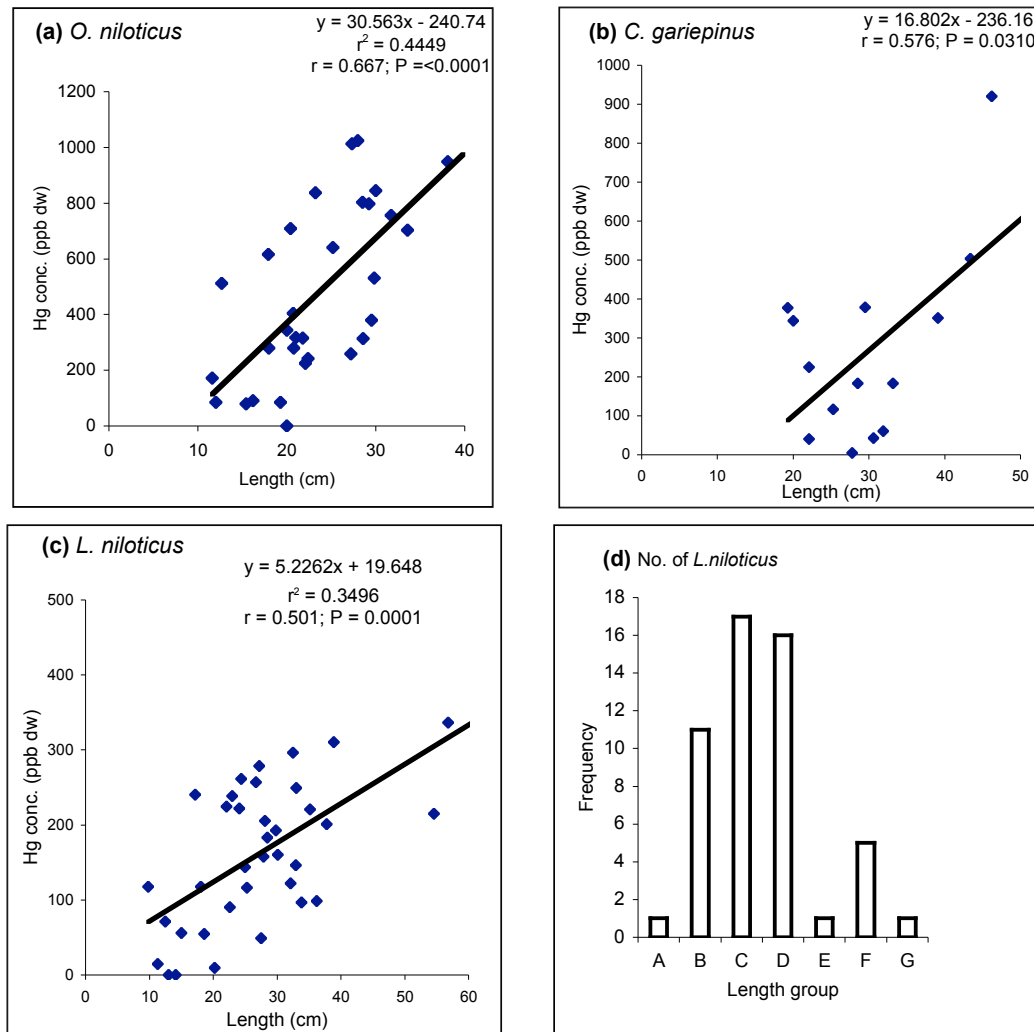 (a) O. niloticus
y = 30.563x - 240.74
r² = 0.4449
r = 0.667; P =<0.0001
Hg conc. (ppb dw)
1200
1000
800
600
400
200
0
0 10 20 30 40
Length (cm)
(b) C. gariepinus
y = 16.802x - 236.16
r = 0.576; P = 0.0310
Hg conc. (ppb dw)
1000
900
800
700
600
500
400
300
200
100
0
0 10 20 30 40 50
Length (cm)
(c) L. niloticus
y = 5.2262x + 19.648
r² = 0.3496
r = 0.501; P = 0.0001
Hg conc. (ppb dw)
500
400
300
200
100
0
0 10 20 30 40 50 60
Length (cm)
(d) No. of L.niloticus
Frequency
18
16
14
12
10
8
6
4
2
0
A B C D E F G
Length group